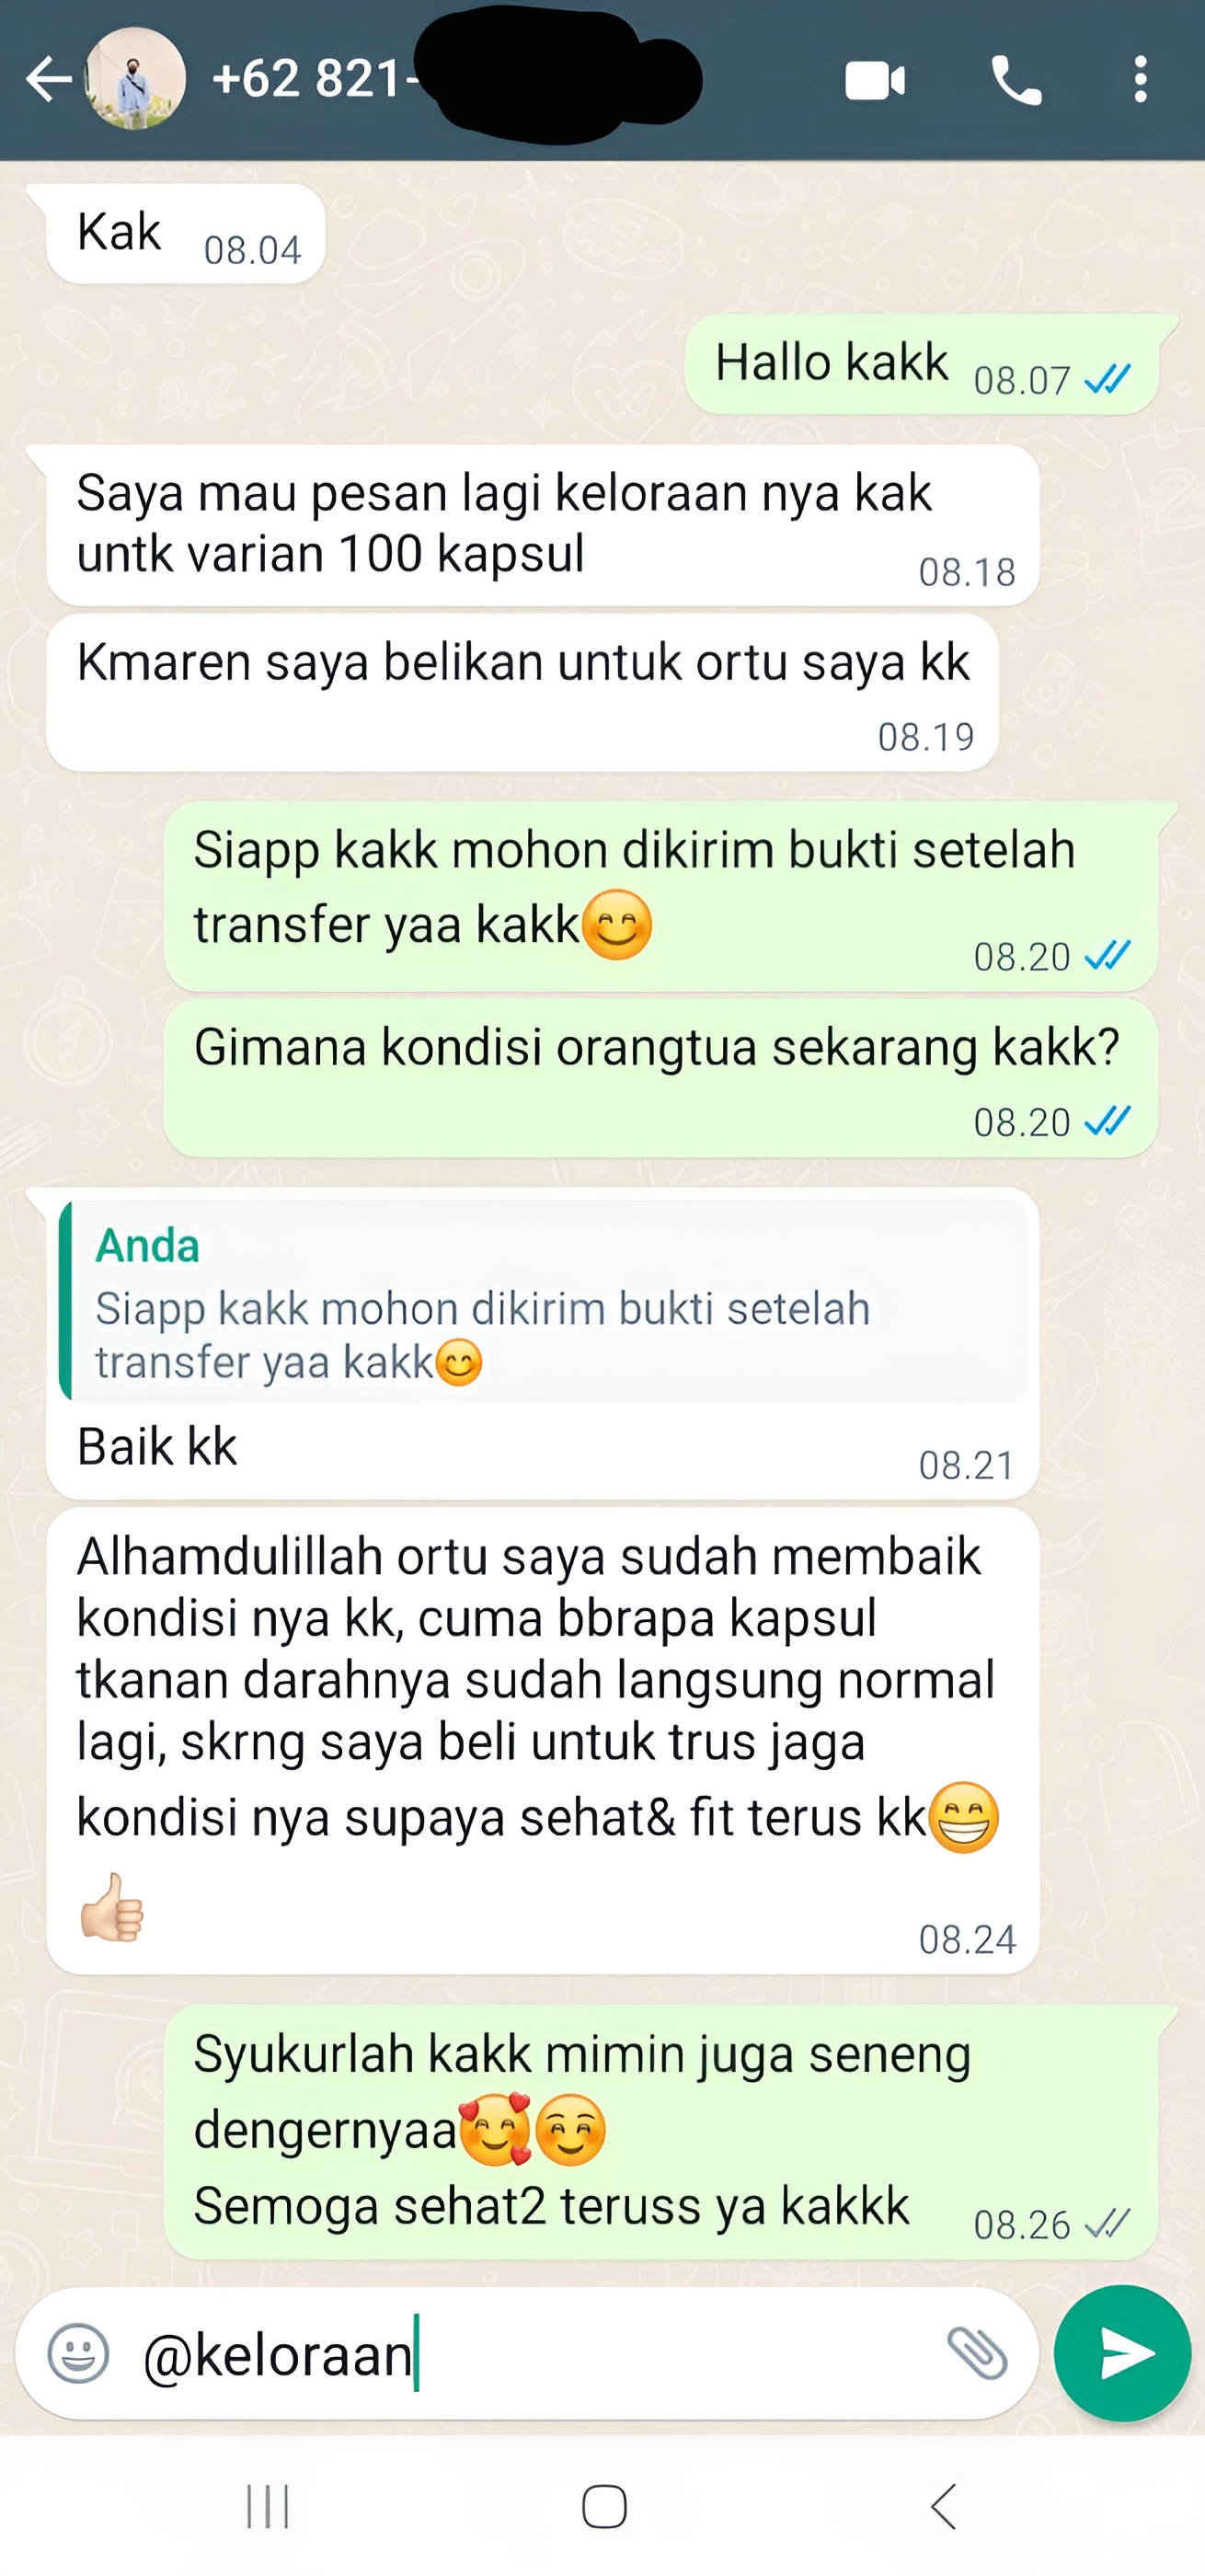 +62 821-
Kak 08.04
Hallo kakk 08.07
Saya mau pesan lagi keloraan nya kak
untk varian 100 kapsul 08.18
Kmaren saya belikan untuk ortu saya kk
08.19
Siapp kakk mohon dikirim bukti setelah
transfer yaa kakk😊 08.20
Gimana kondisi orangtua sekarang kakk?
08.20
Anda
Siapp kakk mohon dikirim bukti setelah
transfer yaa kakk😊
Baik kk 08.21
Alhamdulillah ortu saya sudah membaik
kondisi nya kk, cuma bbrapa kapsul
tkanan darahnya sudah langsung normal
lagi, skrng saya beli untuk trus jaga
kondisi nya supaya sehat& fit terus kk😁
👍🏻 08.24
Syukurlah kakk mimin juga seneng
dengernyaa🥰☺️
Semoga sehat2 teruss ya kakkk 08.26
@keloraan